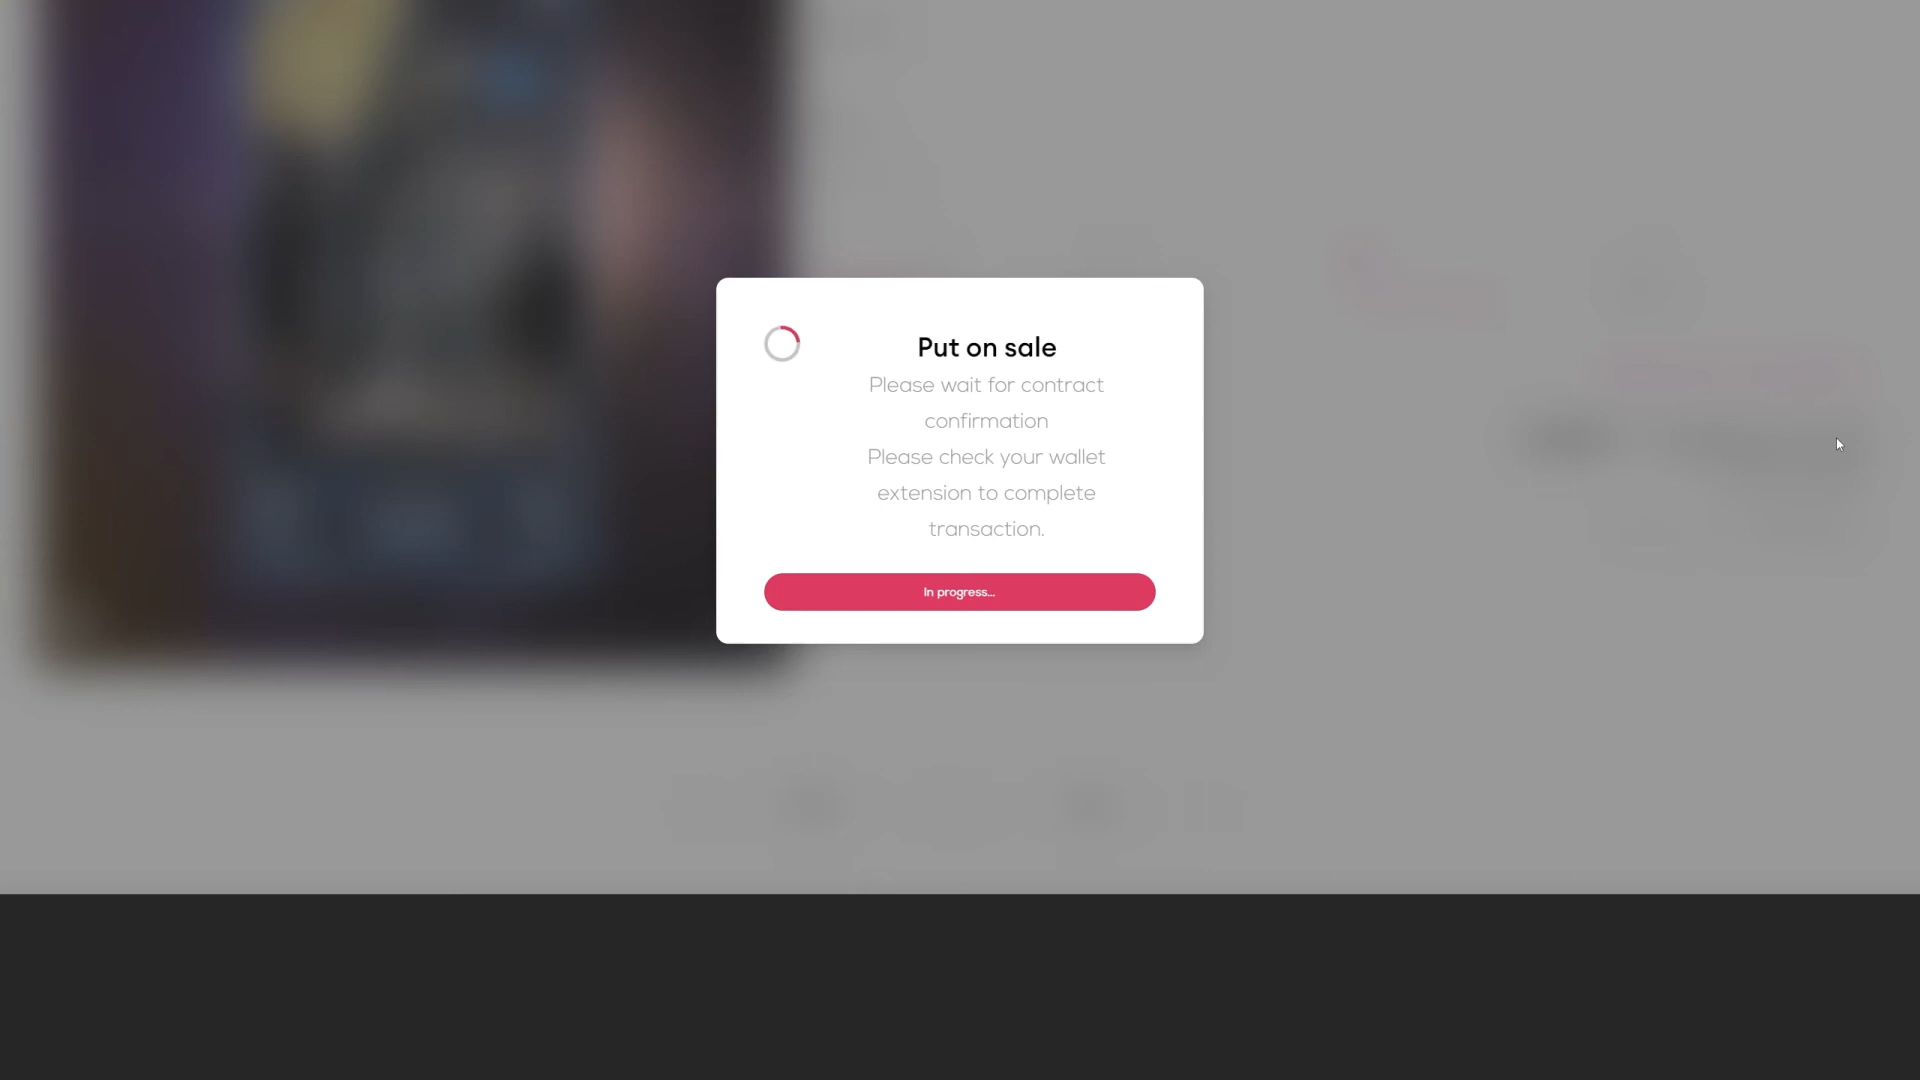 Put on sale
Please wait for contract
confirmation
Please check your wallet
extension to complete
transaction.
In progress...